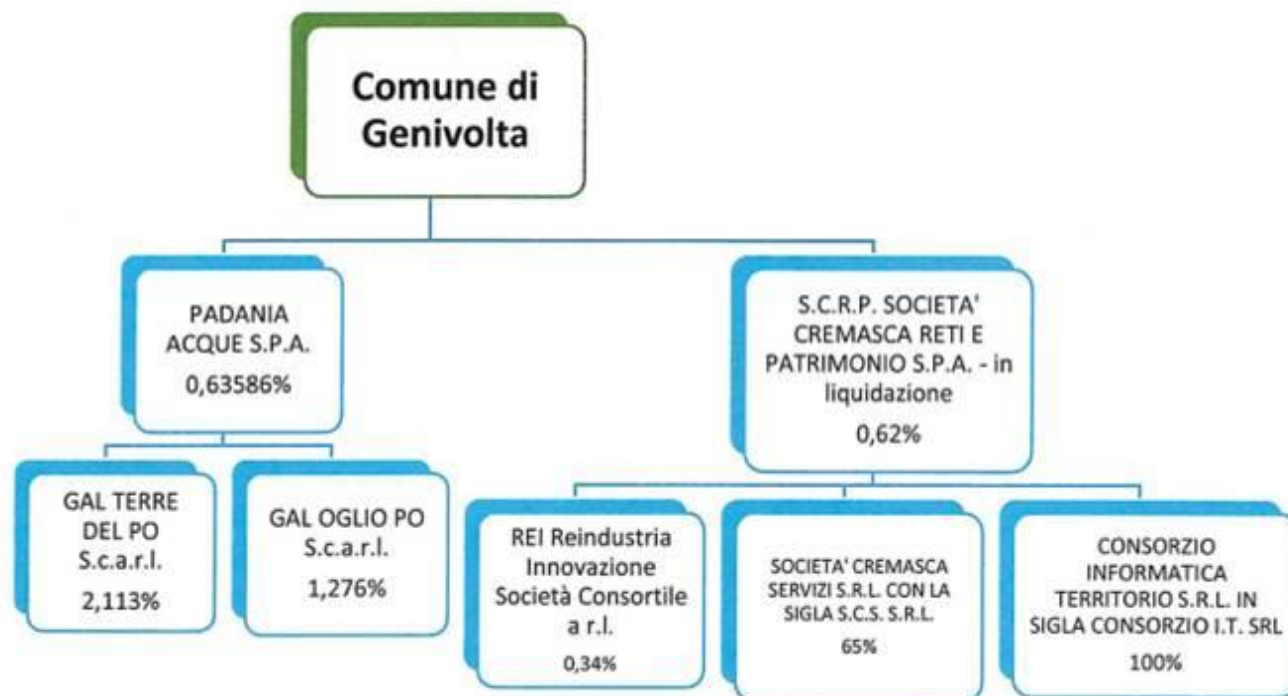 Comune di
Genivolta
PADANIA
ACQUE S.P.A.
0,63586%
S.C.R.P. SOCIETA'
CREMASCA RETI E
PATRIMONIO S.P.A. - in
liquidazione
0,62%
GAL TERRE
DEL PO
S.c.a.r.l.
2,113%
GAL OGLIO PO
S.c.a.r.l.
1,276%
REI Reindustria
Innovazione
Società Consortile
a r.l.
0,34%
SOCIETA' CREMASCA
SERVIZI S.R.L. CON LA
SIGLA S.C.S. S.R.L.
65%
CONSORZIO
INFORMATICA
TERRITORIO S.R.L. IN
SIGLA CONSORZIO I.T. SRL
100%